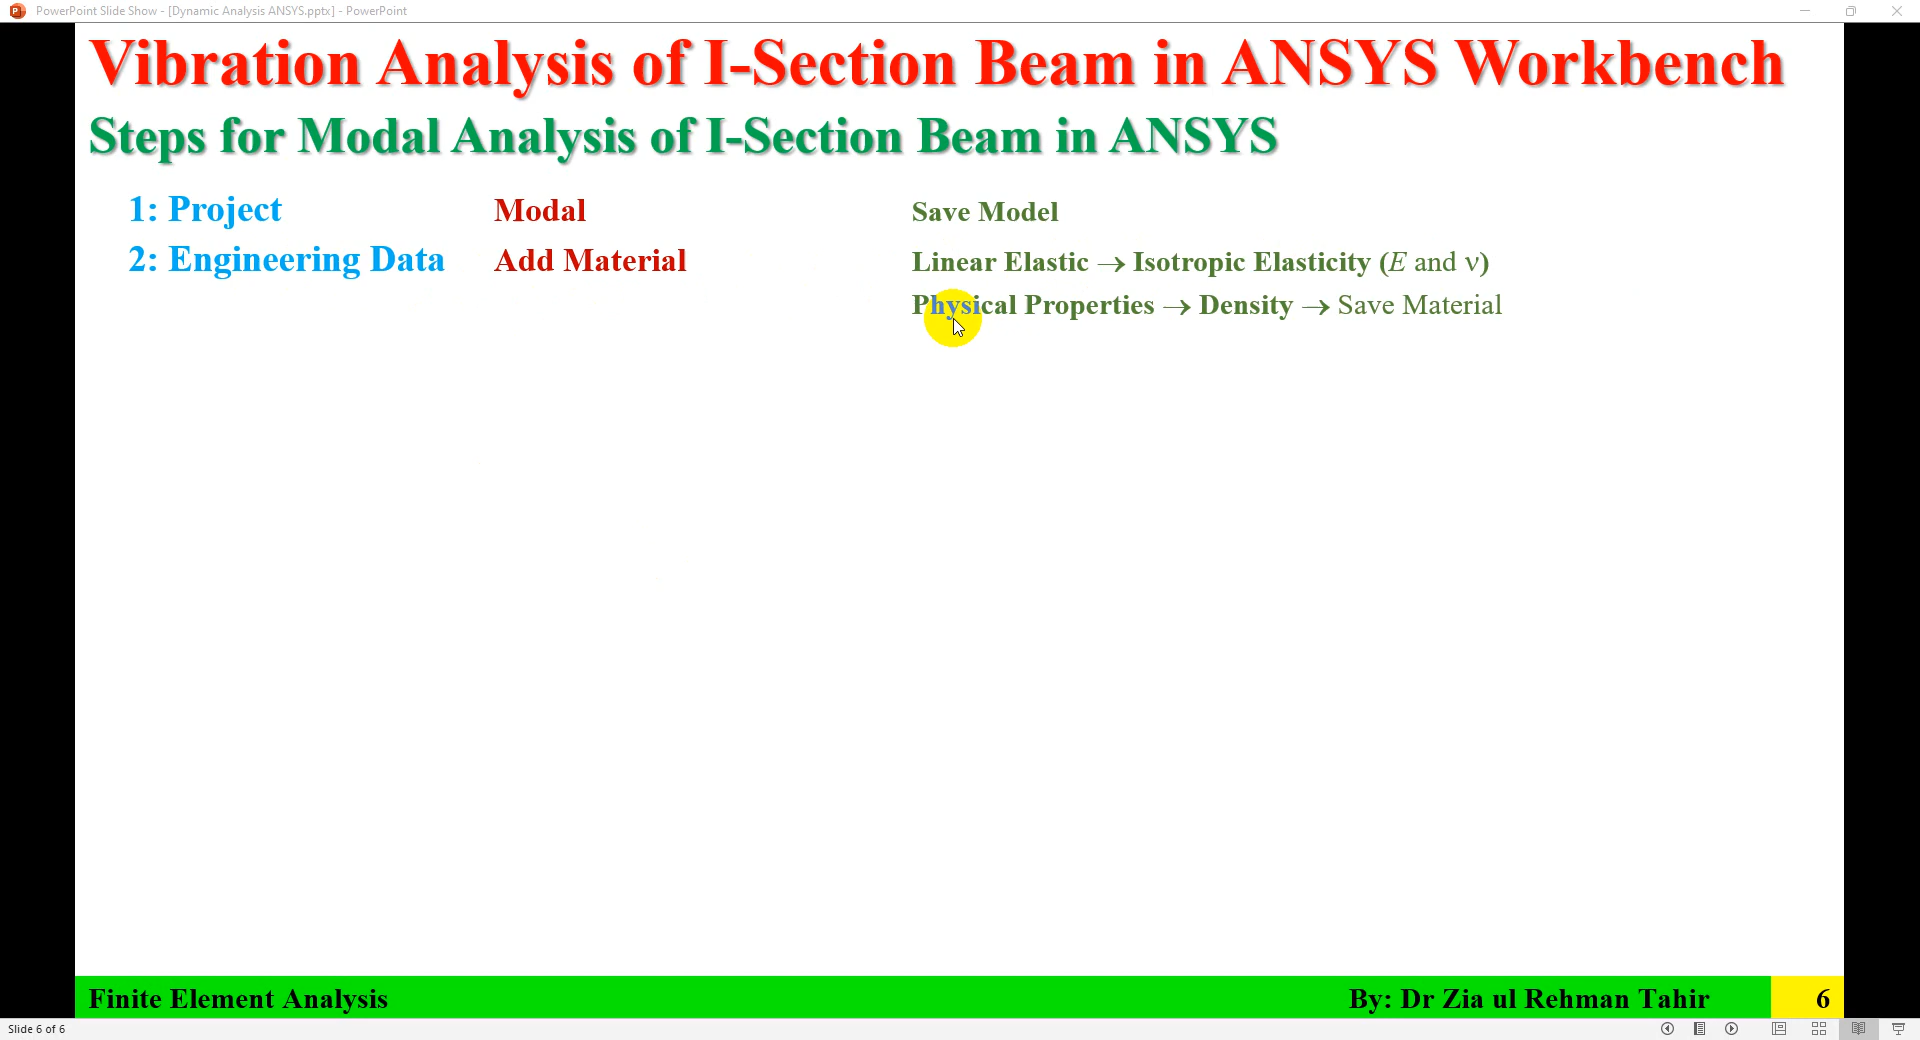 PowerPoint Slide Show - [Dynamic Analysis ANSYS.pptx] - PowerPoint
Vibration Analysis of I-Section Beam in ANSYS Workbench
Steps for Modal Analysis of I-Section Beam in ANSYS
1: Project Modal Save Model
2: Engineering Data Add Material Linear Elastic → Isotropic Elasticity (E and ν)
Physical Properties → Density → Save Material
Finite Element Analysis By: Dr Zia ul Rehman Tahir 6
Slide 6 of 6